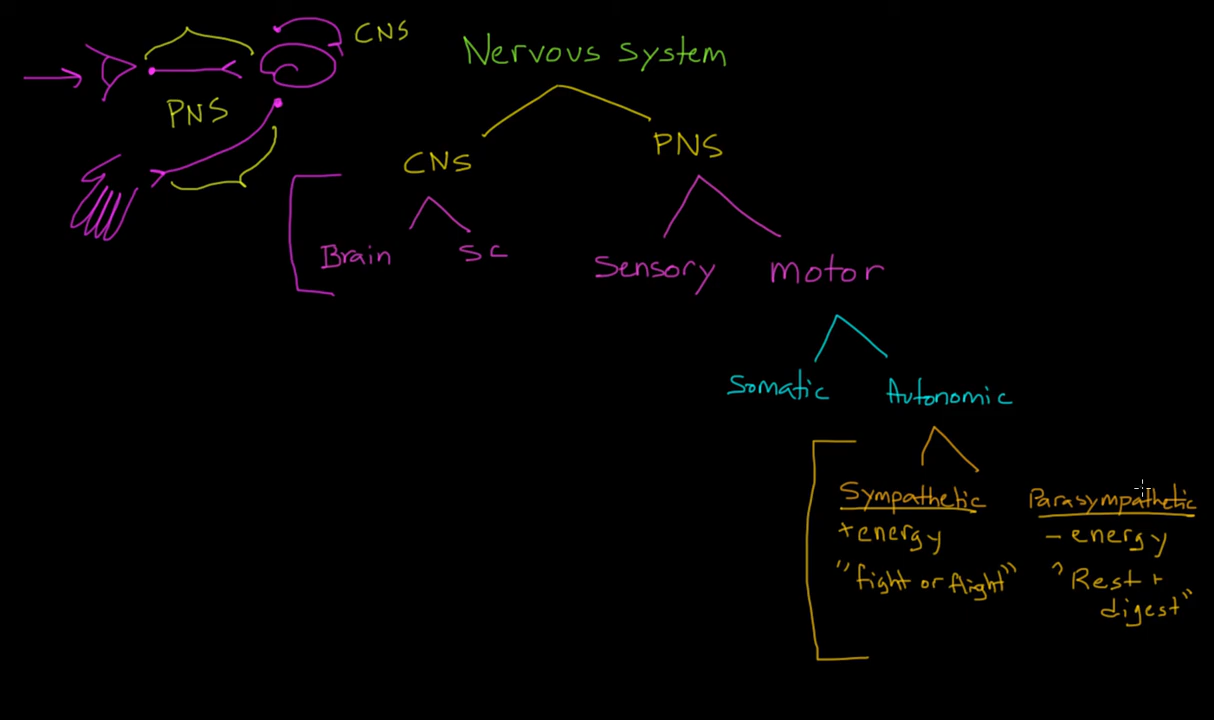 CNS
Nervous system
PNS
CNS
PNS
Brain
SC
Sensory
motor
Somatic
Autonomic
Sympathetic
+ energy
"fight or flight"
Parasympathetic
- energy
"Rest +
digest"